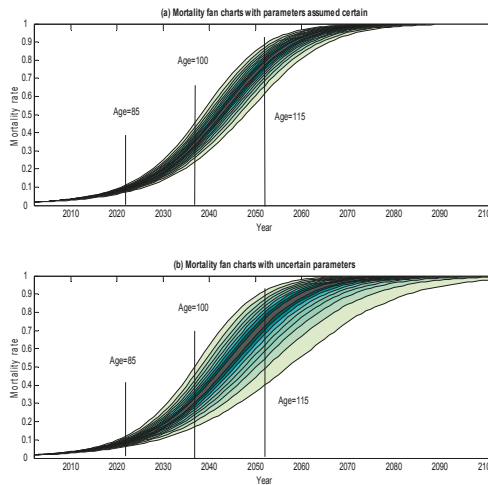 (a) Mortality fan charts with parameters assumed certain
1
0.9
0.8
0.7
0.6
0.5
0.4
0.3
0.2
0.1
0
Mortality rate
Age=85
Age=100
Age=115
2010 2020 2030 2040 2050 2060 2070 2080 2090
Year
(b) Mortality fan charts with uncertain parameters
1
0.9
0.8
0.7
0.6
0.5
0.4
0.3
0.2
0.1
0
Mortality rate
Age=85
Age=100
Age=115
2010 2020 2030 2040 2050 2060 2070 2080 2090
Year